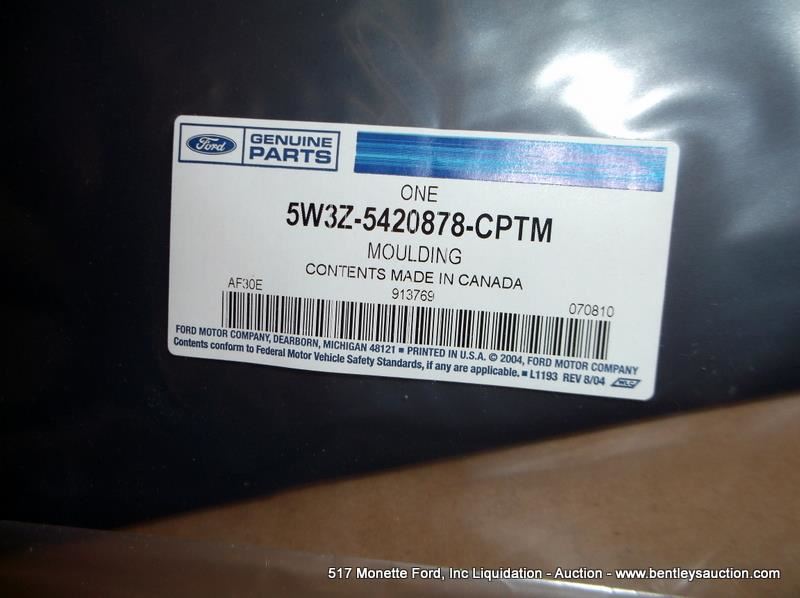 Ford GENUINE PARTS
ONE
5W3Z-5420878-CPTM
MOULDING
CONTENTS MADE IN CANADA
AF30E 913769 070810
FORD MOTOR COMPANY, DEARBORN, MICHIGAN 48121 ■ PRINTED IN U.S.A. © 2004, FORD MOTOR COMPANY
Contents conform to Federal Motor Vehicle Safety Standards, if any are applicable. ■ L1193 REV 8/04 WLC
517 Monette Ford, Inc Liquidation - Auction - www.bentleysauction.com